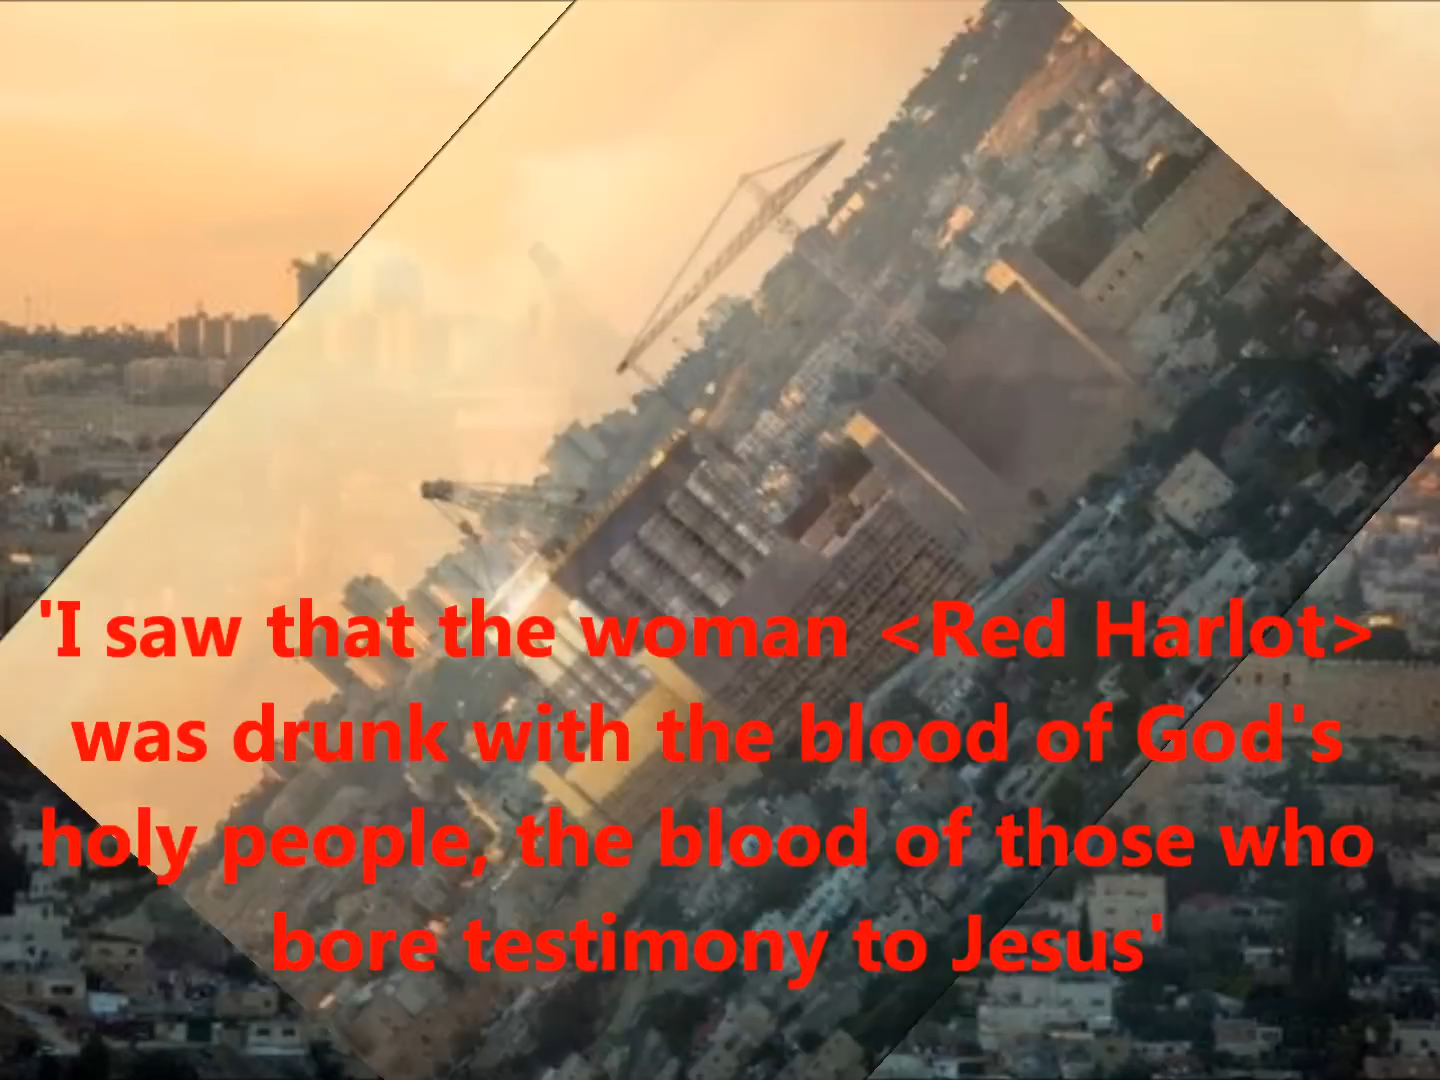 'I saw that the woman <Red Harlot>
was drunk with the blood of God's
holy people, the blood of those who
bore testimony to Jesus'